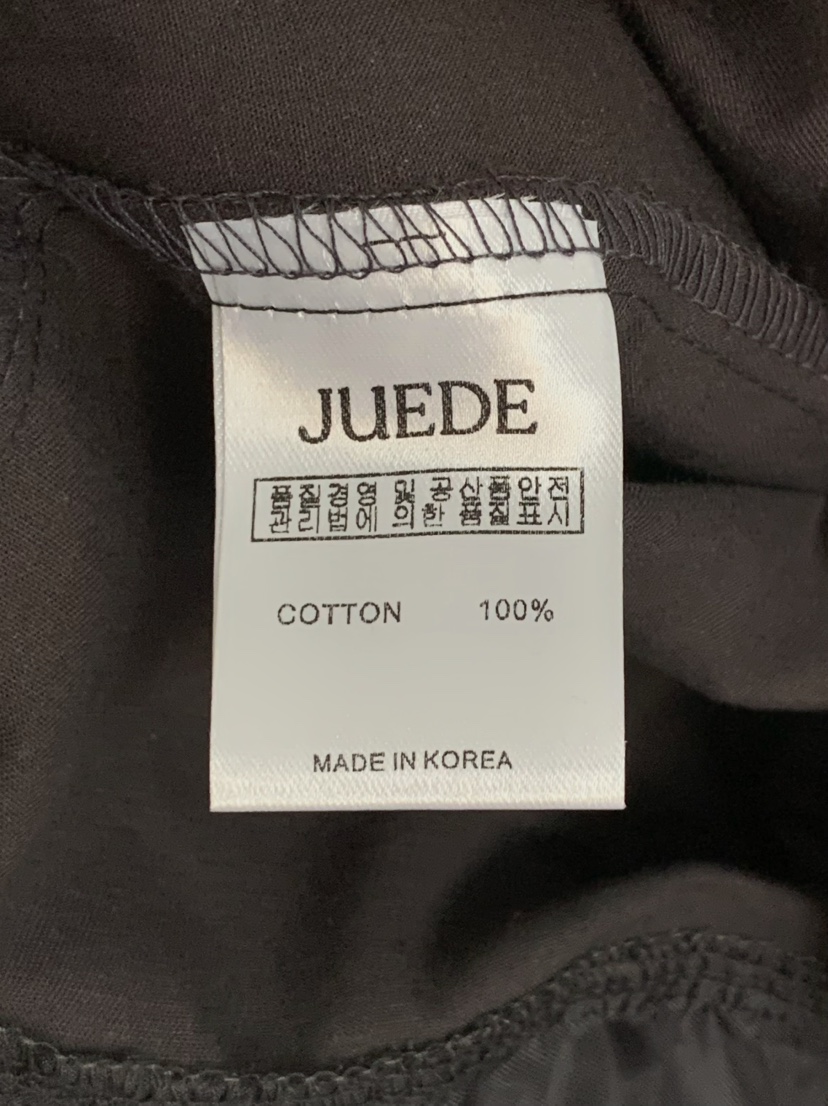 JUEDE
품질경영 및 공산품안전
관리법에 의한 품질표시
COTTON 100%
MADE IN KOREA